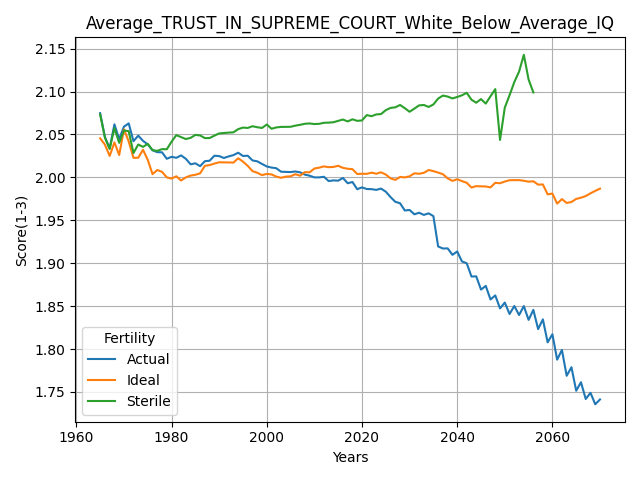 Average_TRUST_IN_SUPREME_COURT_White_Below_Average_IQ
2.15
2.10
2.05
2.00
1.95
1.90
1.85
1.80
1.75
Score(1-3)
Fertility
Actual
Ideal
Sterile
1960 1980 2000 2020 2040 2060
Years